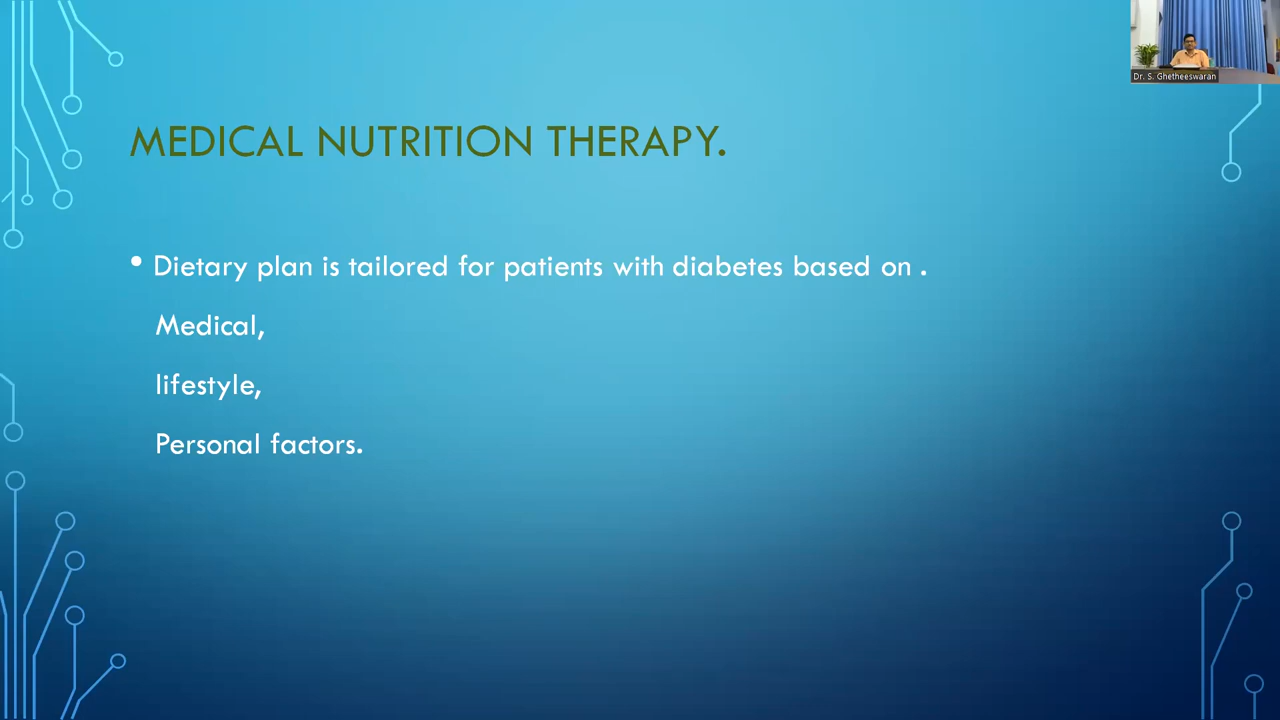 Dr. S. Ghetheeswaran
MEDICAL NUTRITION THERAPY.
• Dietary plan is tailored for patients with diabetes based on .
Medical,
lifestyle,
Personal factors.